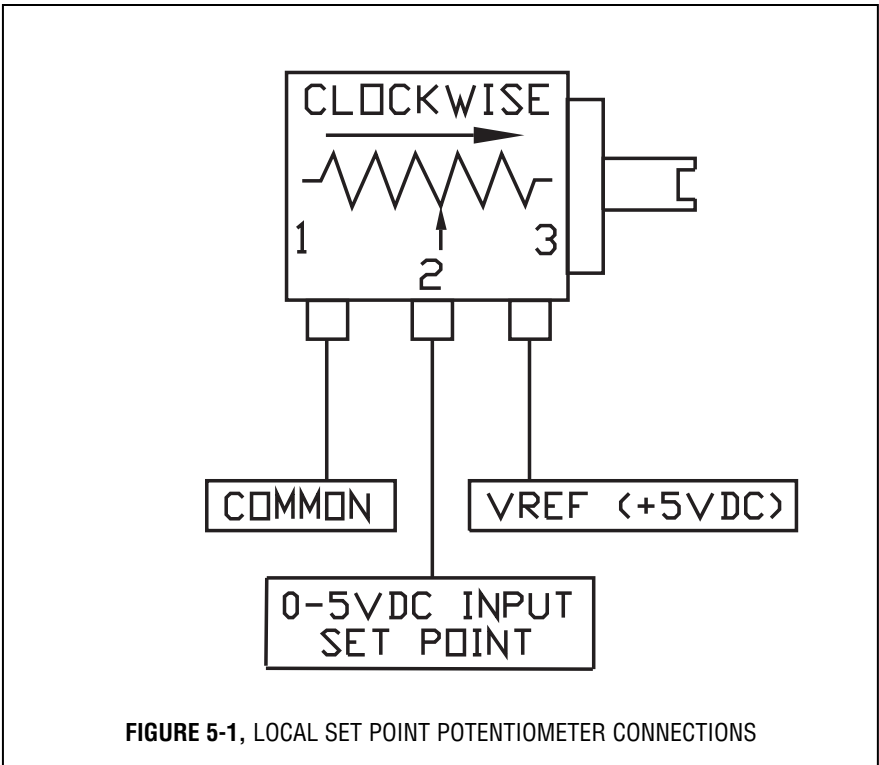 CLOCKWISE
1
2
3
COMMON
VREF (+5VDC)
0-5VDC INPUT
SET POINT
FIGURE 5-1, LOCAL SET POINT POTENTIOMETER CONNECTIONS